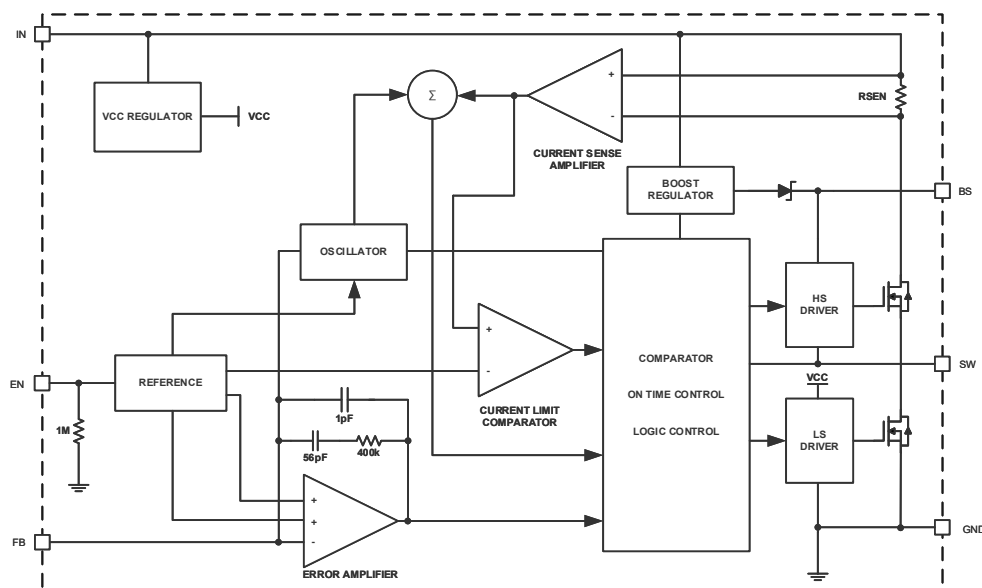 IN
VCC REGULATOR
VCC
Σ
+
-
RSEN
CURRENT SENSE
AMPLIFIER
BOOST
REGULATOR
BS
OSCILLATOR
HS
DRIVER
+
-
COMPARATOR
ON TIME CONTROL
LOGIC CONTROL
SW
VCC
EN
REFERENCE
1M
1pF
CURRENT LIMIT
COMPARATOR
56pF
400k
LS
DRIVER
+
+
-
FB
GND
ERROR AMPLIFIER